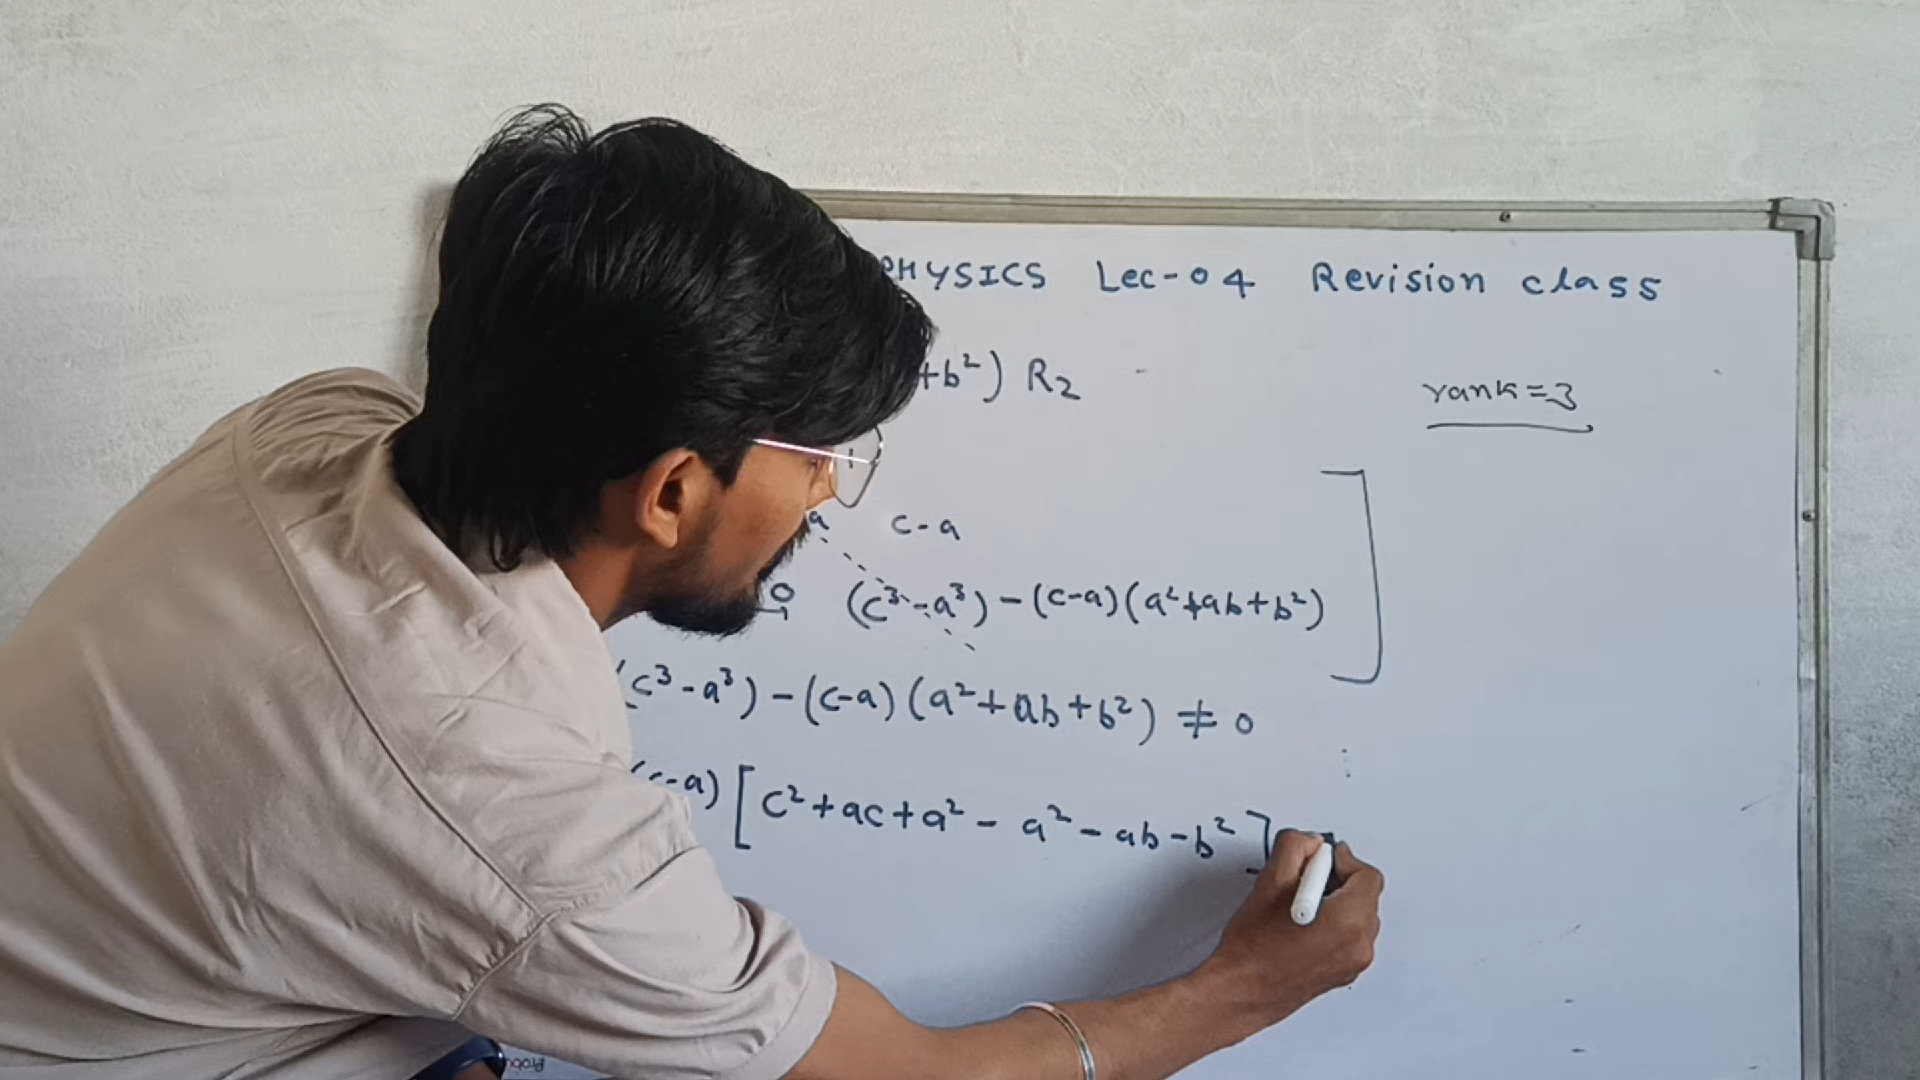 PHYSICS Lec-04 Revision class
+b²) R₂
rank=3
a c-a
0 (c³-a³)-(c-a)(a²+ab+b²)
(c³-a³)-(c-a)(a²+ab+b²) ≠ 0
(c-a) [c²+ac+a²-a²-ab-b²]